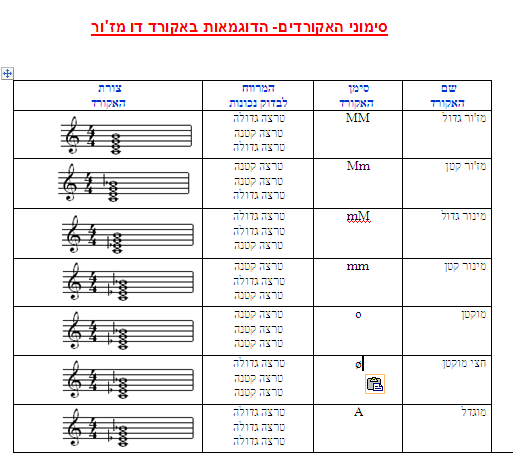 סימוני האקורדים- הדוגמאות באקורד דו מז'ור
שם
האקורד
סימן
האקורד
המרווח
לבדוק נכונות
צורת
האקורד
מז'ור גדול
MM
טרצה גדולה
טרצה קטנה
טרצה גדולה
מז'ור קטן
Mm
טרצה קטנה
טרצה קטנה
טרצה גדולה
מינור גדול
mM
טרצה גדולה
טרצה גדולה
טרצה קטנה
מינור קטן
mm
טרצה קטנה
טרצה גדולה
טרצה קטנה
מוקטן
o
טרצה קטנה
טרצה קטנה
טרצה קטנה
חצי מוקטן
ø
טרצה גדולה
טרצה קטנה
טרצה קטנה
מוגדל
A
טרצה גדולה
טרצה גדולה
טרצה גדולה